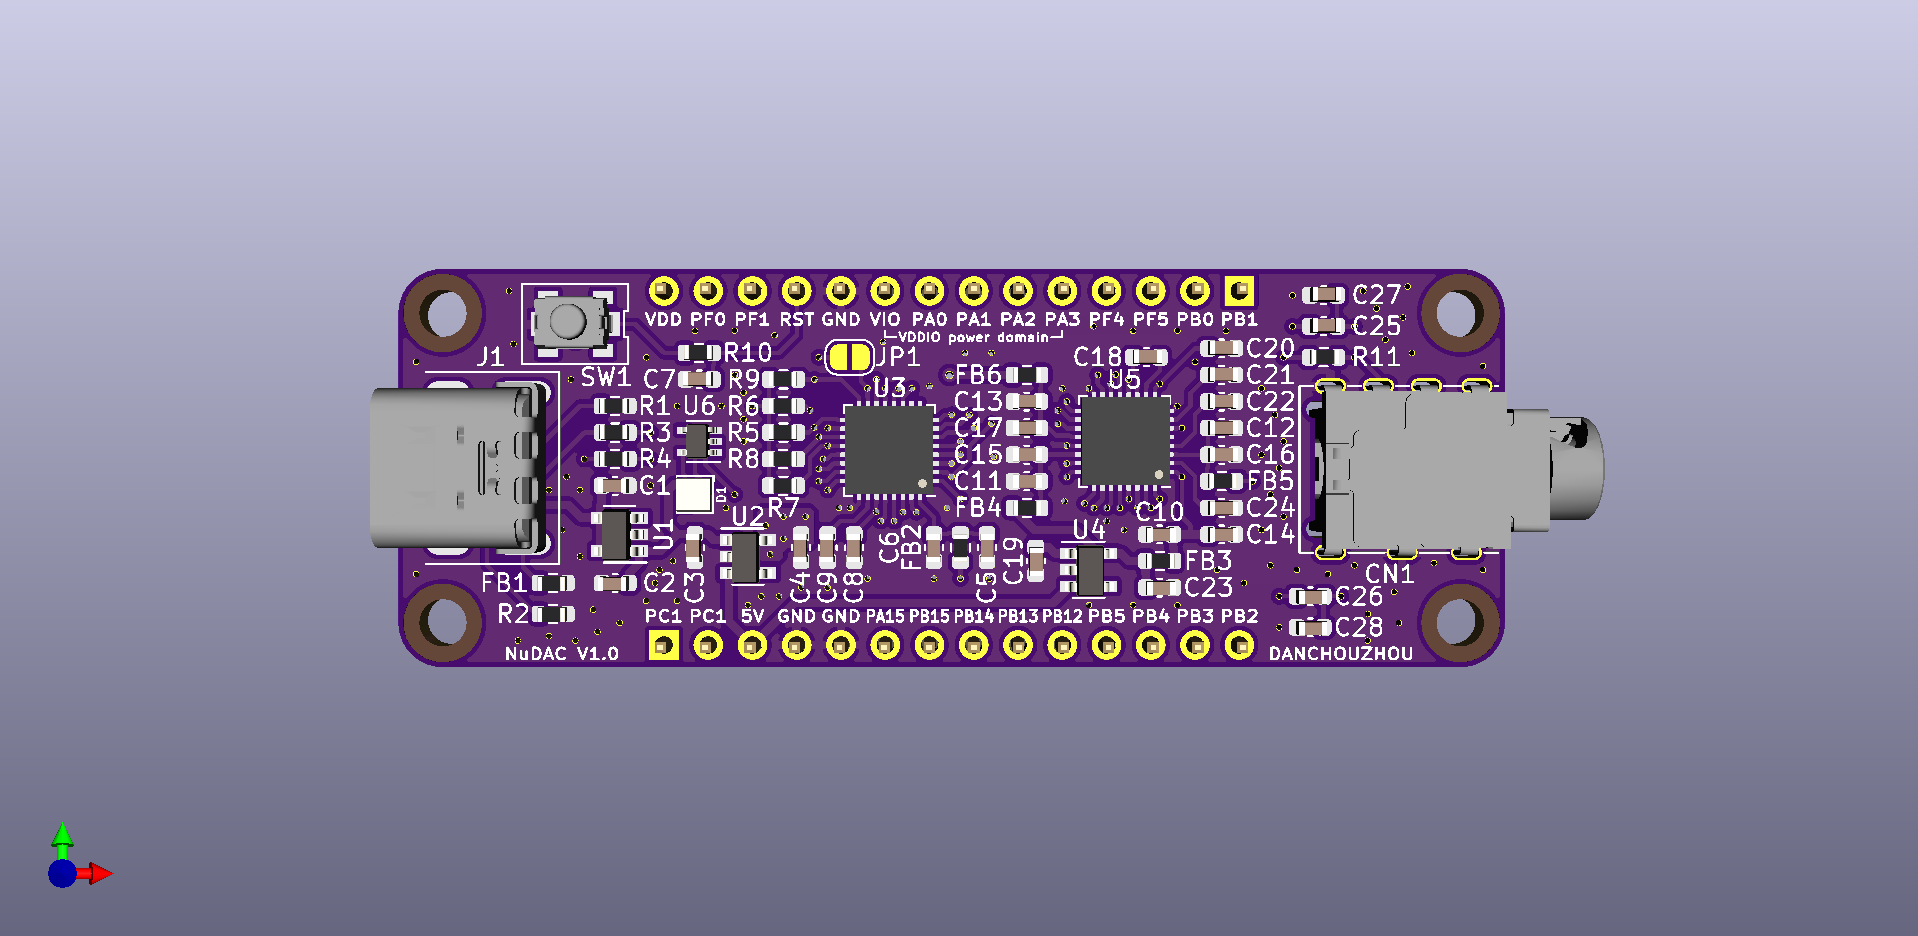 VDD PF0 PF1 RST GND VIO PA0 PA1 PA2 PA3 PF4 PF5 PB0 PB1
VDDIO power domain
C27
C25
J1
R10
JP1
C18
C20
R11
SW1
C7
R9
U3
FB6
U5
C21
R1
U6
R6
C13
C22
R3
R5
C17
C12
R4
R8
C15
C16
C1
D1
C11
FB5
R7
FB4
C24
U2
C10
U1
U4
C14
C6
FB2
C19
FB3
CN1
FB1
C2
C3
C4
C9
C8
C5
C23
C26
R2
C28
PC1 PC1 5V GND GND PA15 PB15 PB14 PB13 PB12 PB5 PB4 PB3 PB2
NuDAC V1.0
DANCHOUZHOU